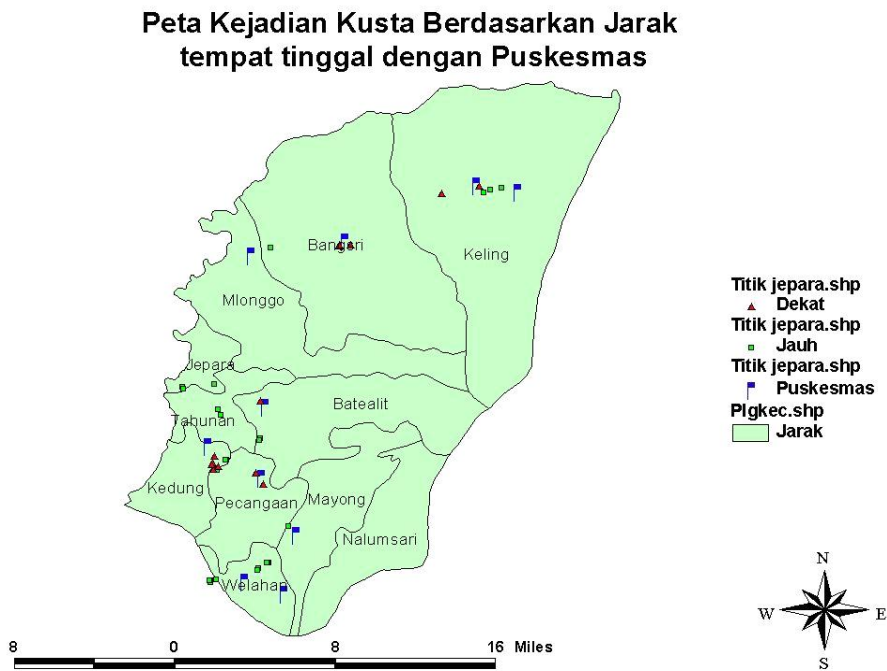 Peta Kejadian Kusta Berdasarkan Jarak
tempat tinggal dengan Puskesmas
Bangsri
Keling
Mlonggo
Jepara
Batealit
Tahunan
Kedung
Pecangaan
Mayong
Nalumsari
Welahan
Titik jepara.shp
Dekat
Titik jepara.shp
Jauh
Titik jepara.shp
Puskesmas
Plgkec.shp
Jarak
N
W E
S
8 0 8 16 Miles